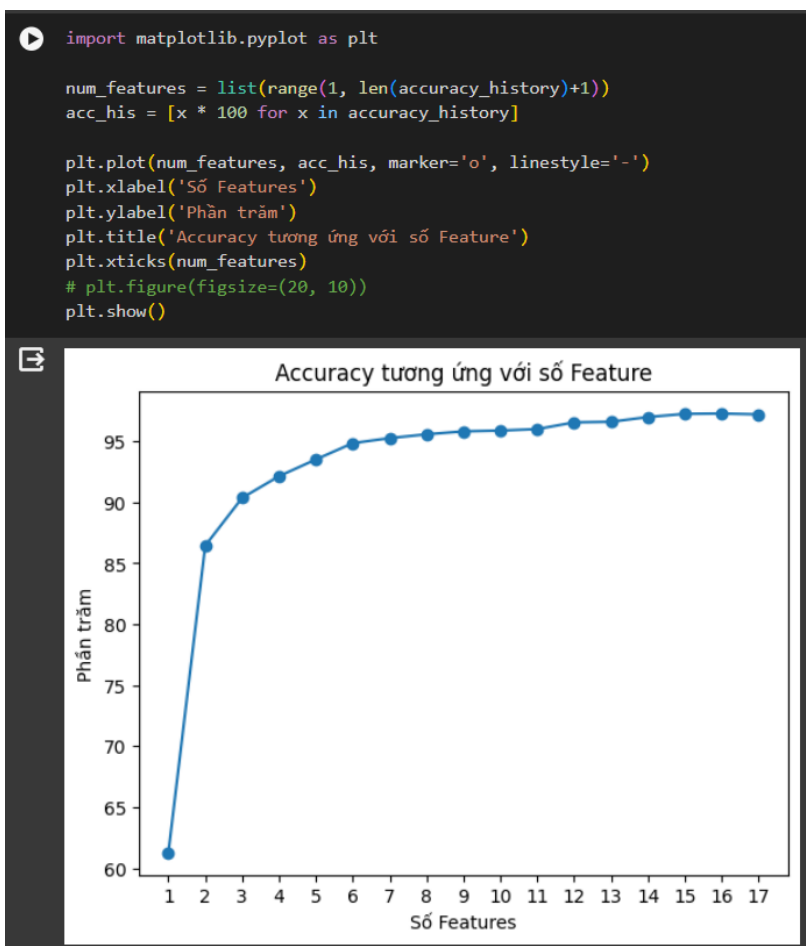 import matplotlib.pyplot as plt
num_features = list(range(1, len(accuracy_history)+1))
acc_his = [x * 100 for x in accuracy_history]
plt.plot(num_features, acc_his, marker='o', linestyle='-')
plt.xlabel('Số Features')
plt.ylabel('Phần trăm')
plt.title('Accuracy tương ứng với số Feature')
plt.xticks(num_features)
# plt.figure(figsize=(20, 10))
plt.show()
Accuracy tương ứng với số Feature
95
90
85
80
75
70
65
60
Phần trăm
1 2 3 4 5 6 7 8 9 10 11 12 13 14 15 16 17
Số Features